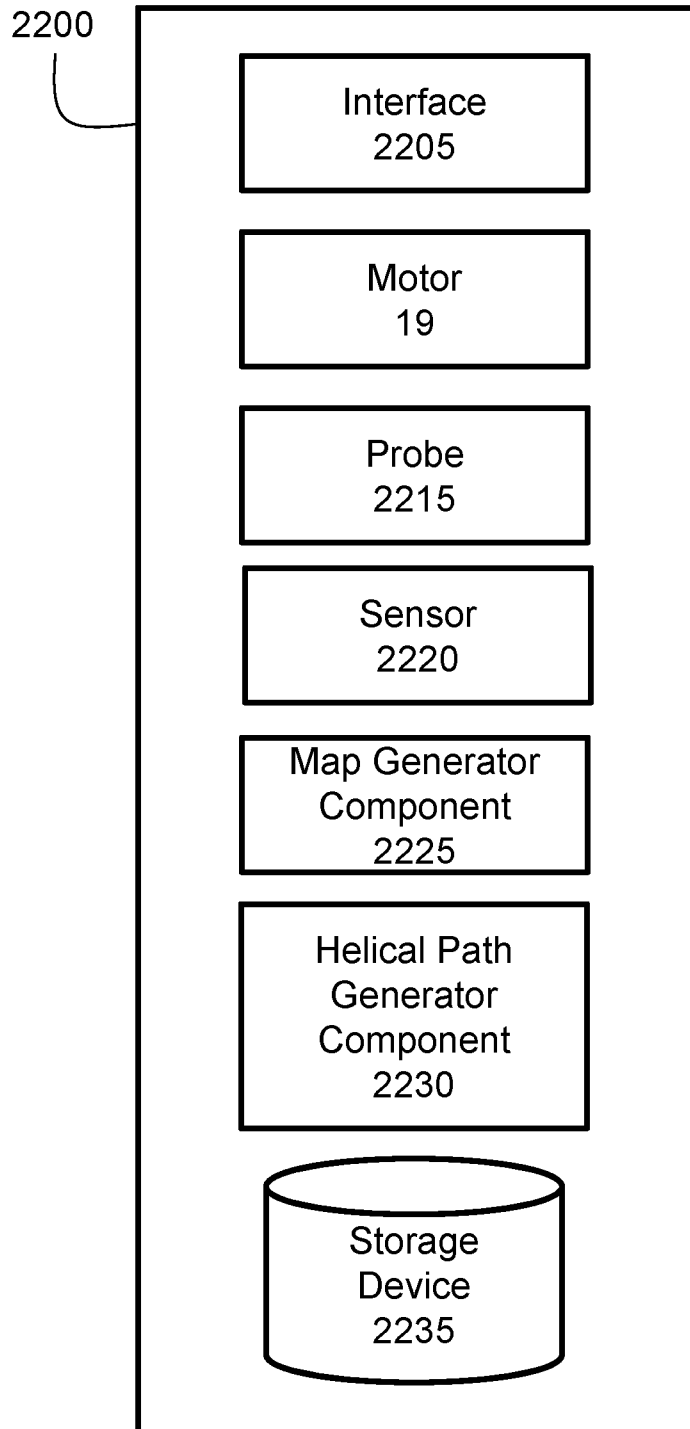 2200
Interface
2205
Motor
19
Probe
2215
Sensor
2220
Map Generator
Component
2225
Helical Path
Generator
Component
2230
Storage
Device
2235